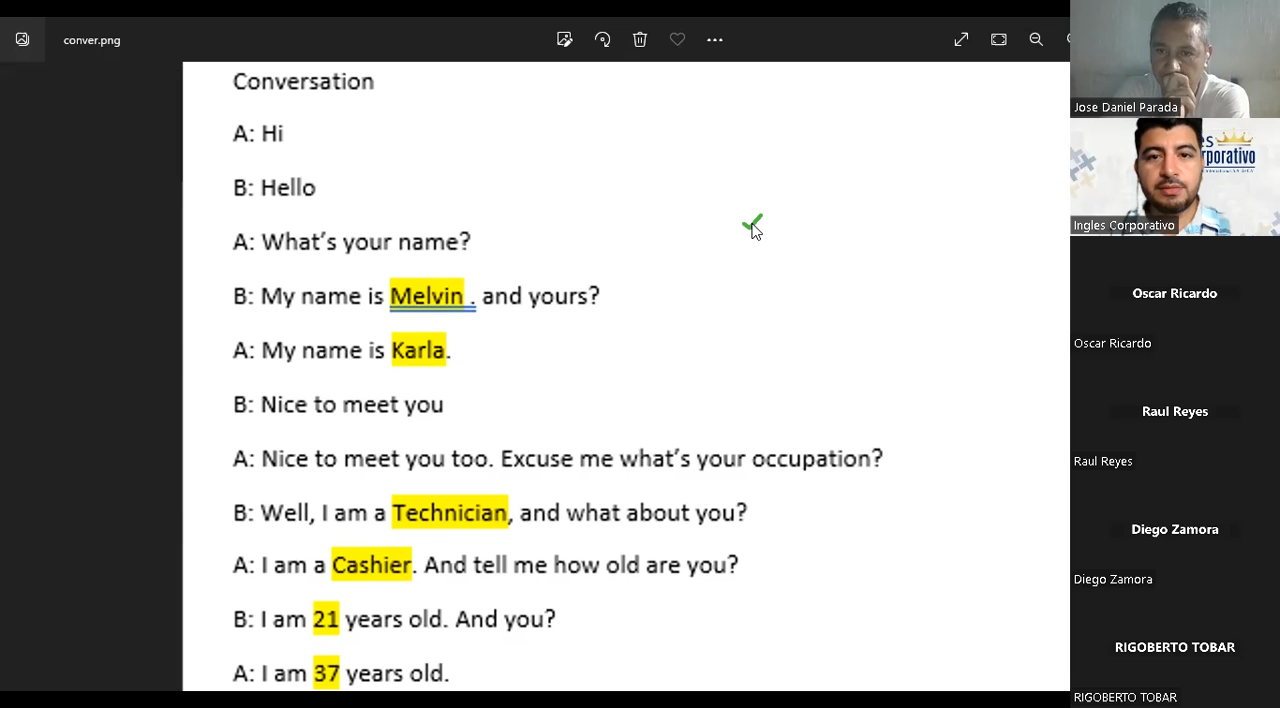 conver.png
Conversation
A: Hi
B: Hello
A: What's your name?
B: My name is Melvin . and yours?
A: My name is Karla.
B: Nice to meet you
A: Nice to meet you too. Excuse me what's your occupation?
B: Well, I am a Technician, and what about you?
A: I am a Cashier. And tell me how old are you?
B: I am 21 years old. And you?
A: I am 37 years old.
Jose Daniel Parada
Ingles Corporativo
Oscar Ricardo
Oscar Ricardo
Raul Reyes
Raul Reyes
Diego Zamora
Diego Zamora
RIGOBERTO TOBAR
RIGOBERTO TOBAR